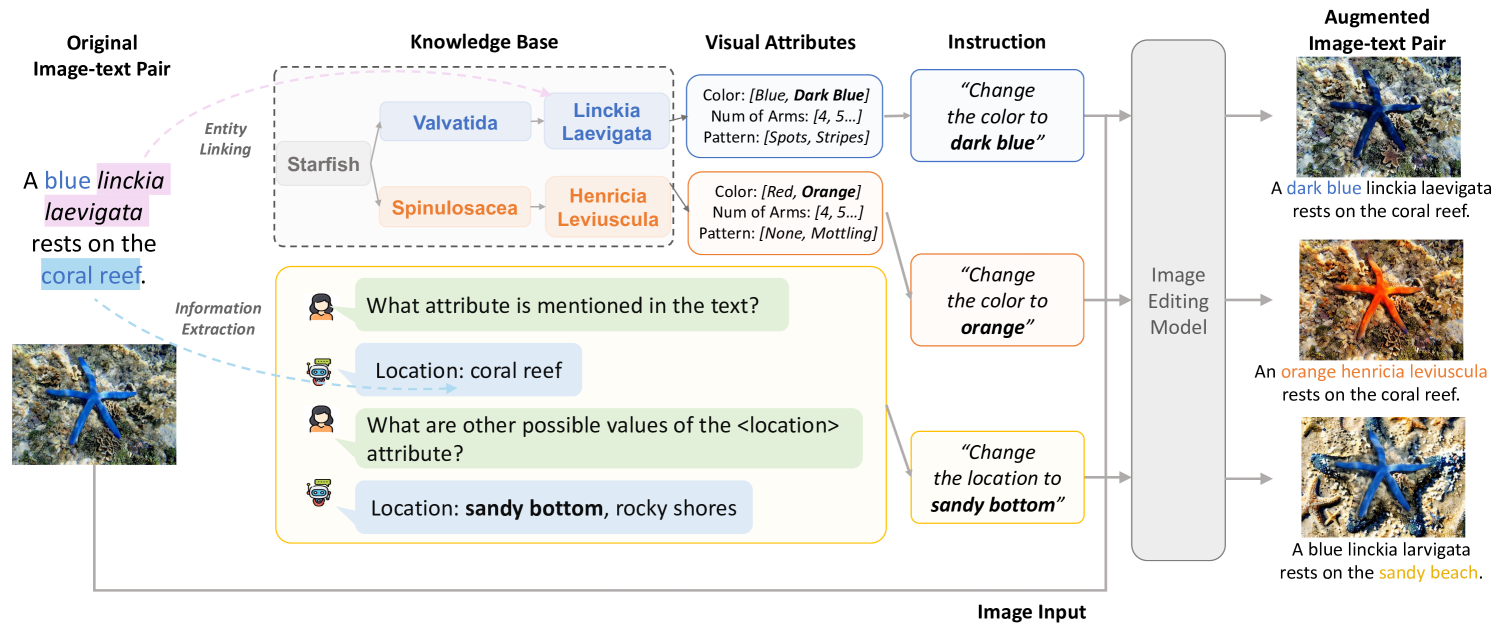 Original
Image-text Pair
A blue linckia
laevigata
rests on the
coral reef.
Entity
Linking
Information
Extraction
Knowledge Base
Starfish
Valvatida
Linckia
Laevigata
Spinulosacea
Henricia
Leviuscula
What attribute is mentioned in the text?
Location: coral reef
What are other possible values of the <location>
attribute?
Location: sandy bottom, rocky shores
Visual Attributes
Color: [Blue, Dark Blue]
Num of Arms: [4, 5...]
Pattern: [Spots, Stripes]
Color: [Red, Orange]
Num of Arms: [4, 5...]
Pattern: [None, Mottling]
Instruction
“Change
the color to
dark blue”
“Change
the color to
orange”
“Change
the location to
sandy bottom”
Image
Editing
Model
Image Input
Augmented
Image-text Pair
A dark blue linckia laevigata
rests on the coral reef.
An orange henricia leviuscula
rests on the coral reef.
A blue linckia larvigata
rests on the sandy beach.